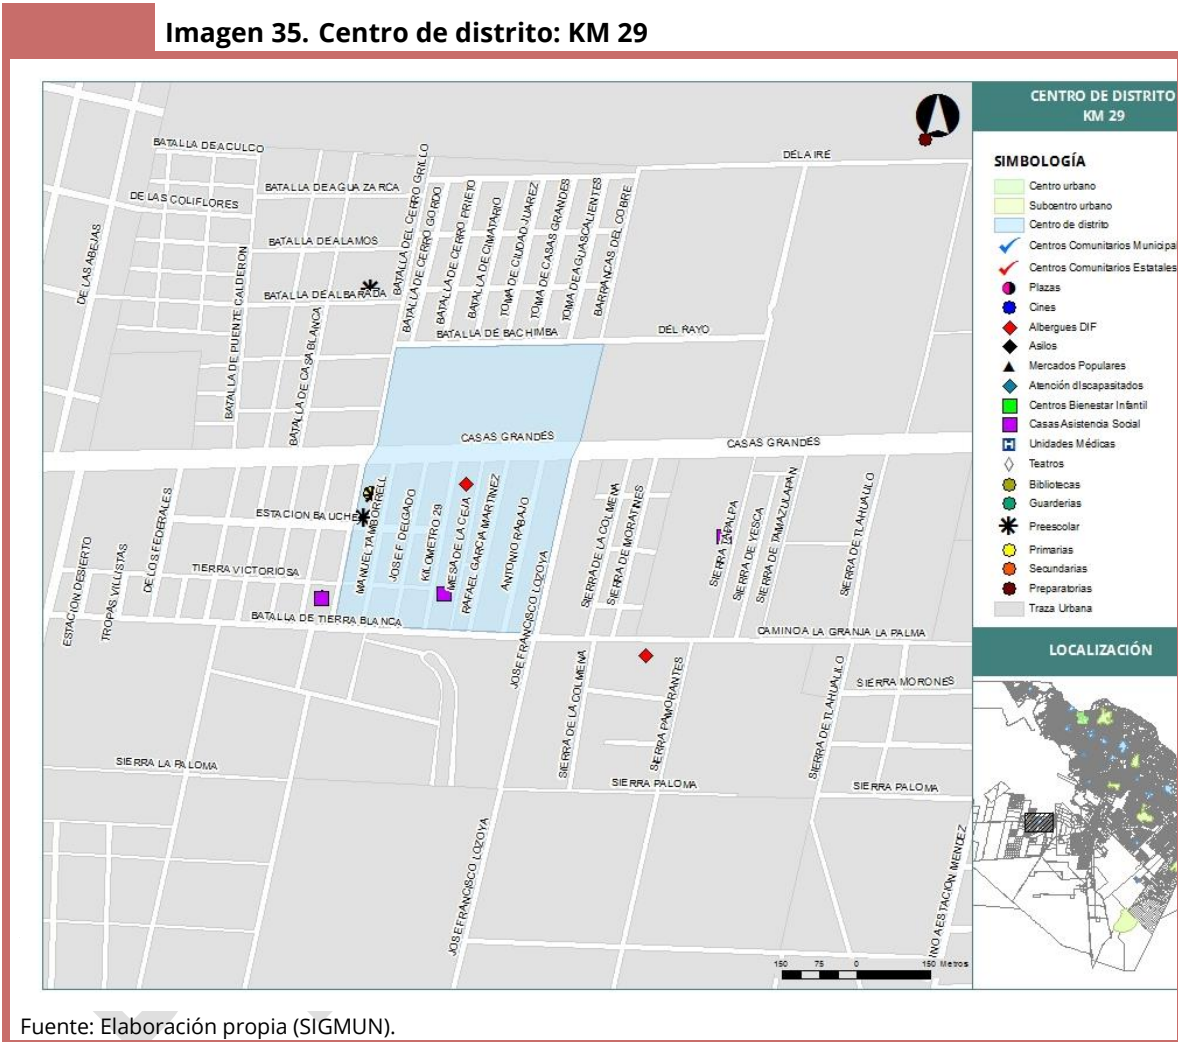 Imagen 35. Centro de distrito: KM 29
CENTRO DE DISTRITO
KM 29
SIMBOLOGÍA
Centro urbano
Subcentro urbano
Centro de distrito
Centros Comunitarios Municipa
Centros Comunitarios Estatales
Plazas
Cines
Albergues DIF
Asilos
Mercados Populares
Atención discapasitados
Centros Bienestar Infantil
Casas Asistencia Social
Unidades Médicas
Teatros
Bibliotecas
Guarderias
Preescolar
Primarias
Secundarias
Preparatorias
Traza Urbana
LOCALIZACIÓN
BATALLA DE ACULCO
DELAIRE
BATALLA DE AGUA ZARCA
DE LAS COLIFLORES
BATALLA DE ALAMOS
DE LAS ABEJAS
BATALLA DE ALBARADA
BATALLA DE PUENTE CALDERON
BATALLA DE CASA BLANCA
BATALLA DEL CERRO GRILLO
BATALLA DE CERRO GORDO
BATALLA DE CERRO PRIETO
BATALLA DE CIMATARIO
TOMA DE CIUDAD JUAREZ
TOMA DE CASAS GRANDES
TOMA DE AGUASCALIENTES
BARRANCAS DEL COBRE
BATALLA DE BACHIMBA
DEL RAYO
CASAS GRANDES
CASAS GRANDES
ESTACION BAUCHE
MANUEL TAMBORRELL
JOSE F DELGADO
KILOMETRO 29
MESA DE LA CEJA
RAFAEL GARCIA MARTINEZ
ANTONIO RABAJO
JOSE FRANCISCO LOZOYA
SIERRA DE LA COLMENA
SIERRA DE MORATINES
SIERRA TAPALPA
SIERRA DE YESCA
SIERRA DE TAMAZULAPAN
SIERRA DE TLAHUALILO
ESTACION DESIERTO
TROPAS VILLISTAS
DE LOS FEDERALES
TIERRA VICTORIOSA
BATALLA DE TIERRA BLANCA
CAMINO A LA GRANJA LA PALMA
SIERRA DE LA COLMENA
SIERRA PAMORANTES
SIERRA DE TLAHUALILO
SIERRA MORONES
SIERRA LA PALOMA
SIERRA PALOMA
SIERRA PALOMA
JOSE FRANCISCO LOZOYA
INO A ESTACION MENDEZ
150 75 0 150 Metros
Fuente: Elaboración propia (SIGMUN).